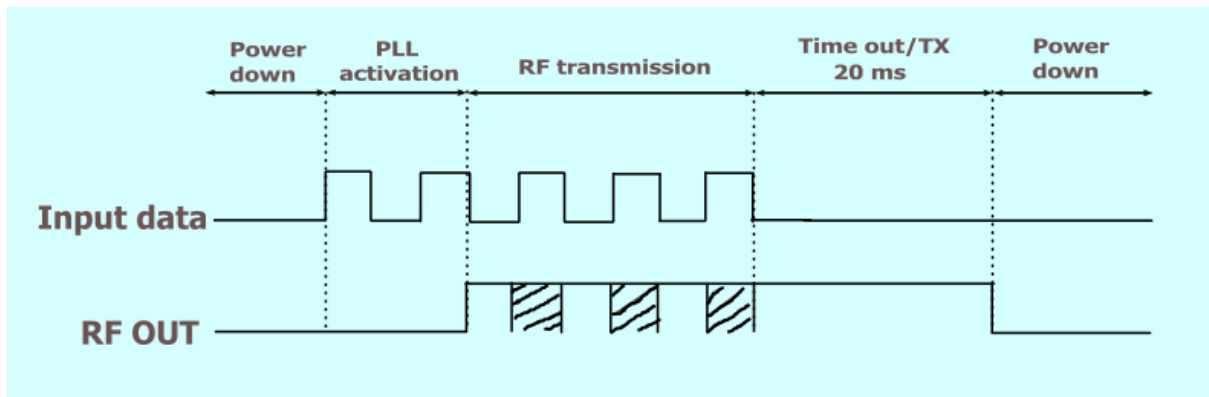 Power
down
PLL
activation
RF transmission
Time out/TX
20 ms
Power
down
Input data
RF OUT